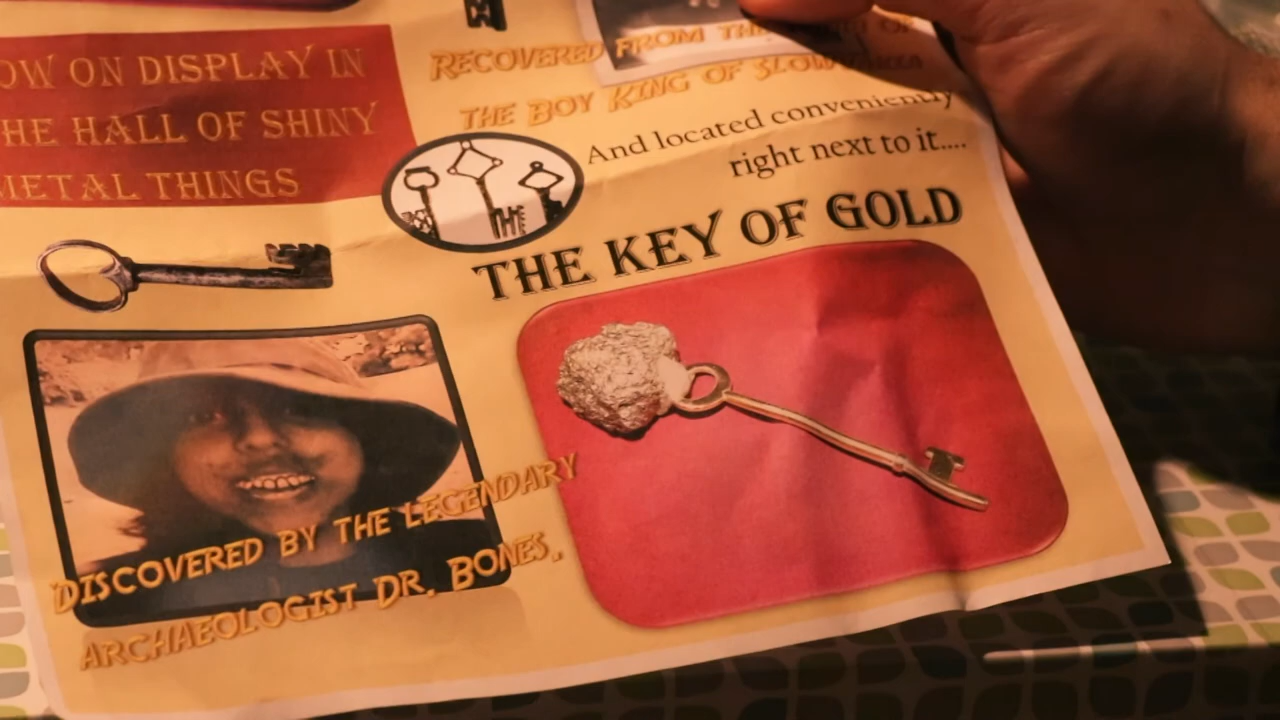 OW ON DISPLAY IN
HE HALL OF SHINY
METAL THINGS
RECOVERED FROM THE OF
THE BOY KING OF
And located conveniently
right next to it....
THE KEY OF GOLD
DISCOVERED BY THE LEGENDARY
ARCHAEOLOGIST DR. BONES.